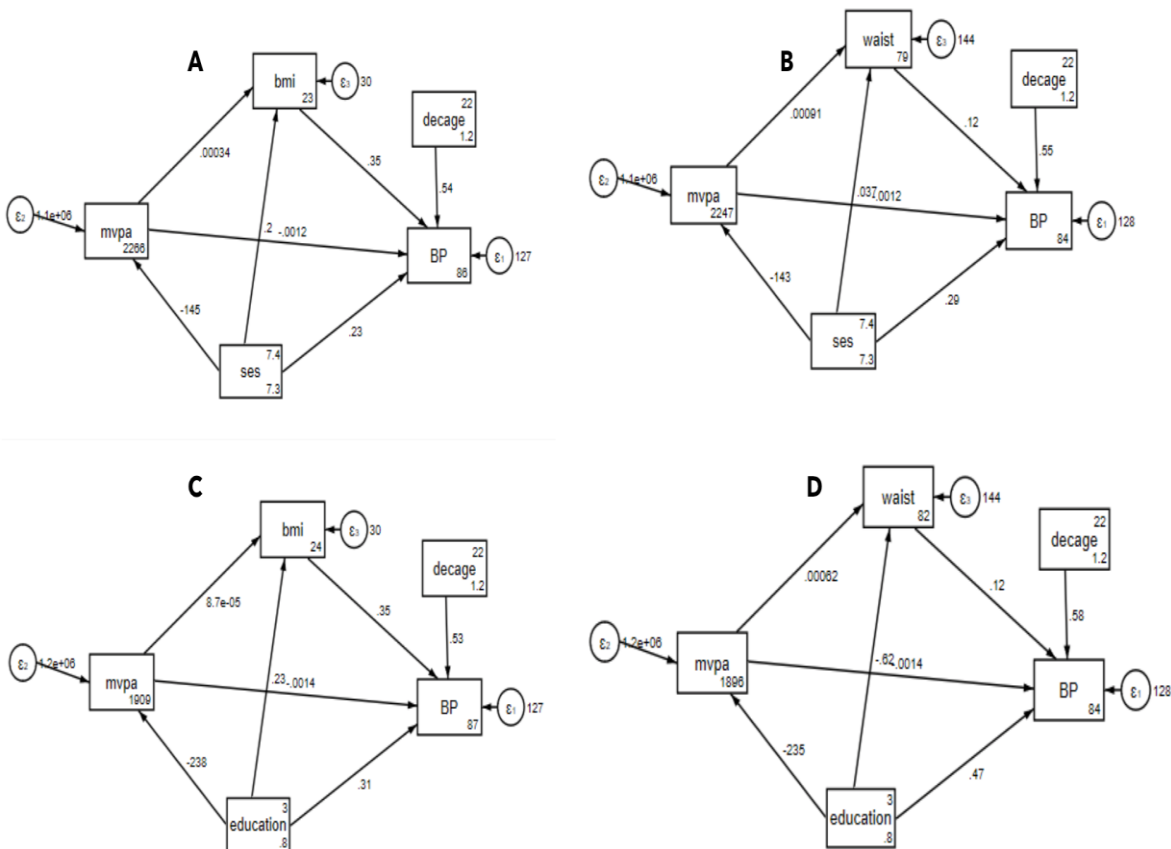 A
bmi
23
ε3
30
22
decage
1.2
.00034
.35
.54
ε2
1.1e+06
mvpa
2266
.2
-.0012
BP
86
ε1
127
-145
.23
7.4
ses
7.3
B
waist
79
ε3
144
22
decage
1.2
.00091
.12
.55
ε2
1.1e+06
mvpa
2247
.037
-.0012
BP
84
ε1
128
-143
.29
7.4
ses
7.3
C
bmi
24
ε3
30
22
decage
1.2
8.7e-05
.35
.53
ε2
1.2e+06
mvpa
1909
.23
-.0014
BP
87
ε1
127
-238
.31
3
education
.8
D
waist
82
ε3
144
22
decage
1.2
.00062
.12
.58
ε2
1.2e+06
mvpa
1896
-.62
-.0014
BP
84
ε1
128
-235
.47
3
education
.8